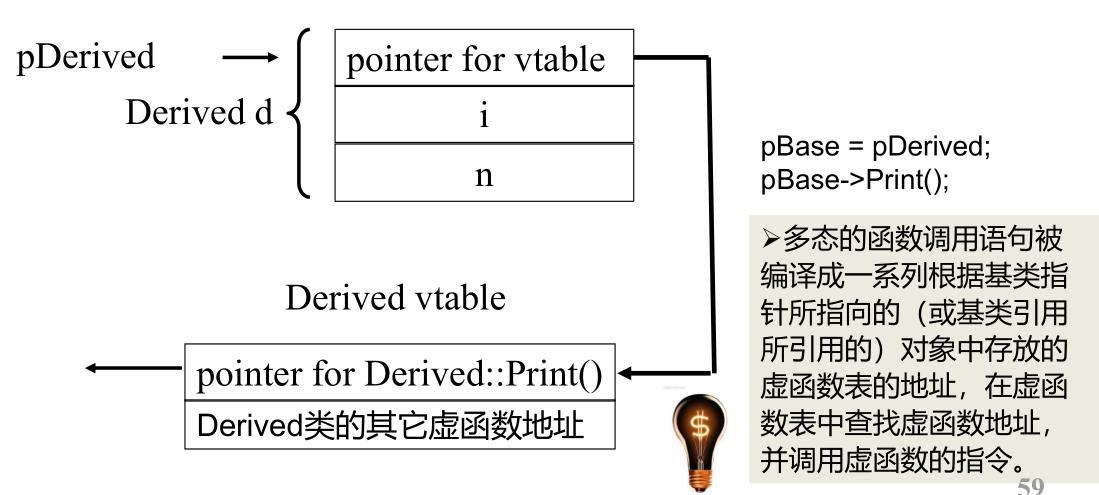 pDerived
pointer for vtable
Derived d
i
n
pBase = pDerived;
pBase->Print();
➢多态的函数调用语句被
编译成一系列根据基类指
针所指向的（或基类引用
所引用的）对象中存放的
虚函数表的地址，在虚函
数表中查找虚函数地址，
并调用虚函数的指令。
Derived vtable
pointer for Derived::Print()
Derived类的其它虚函数地址
$
59